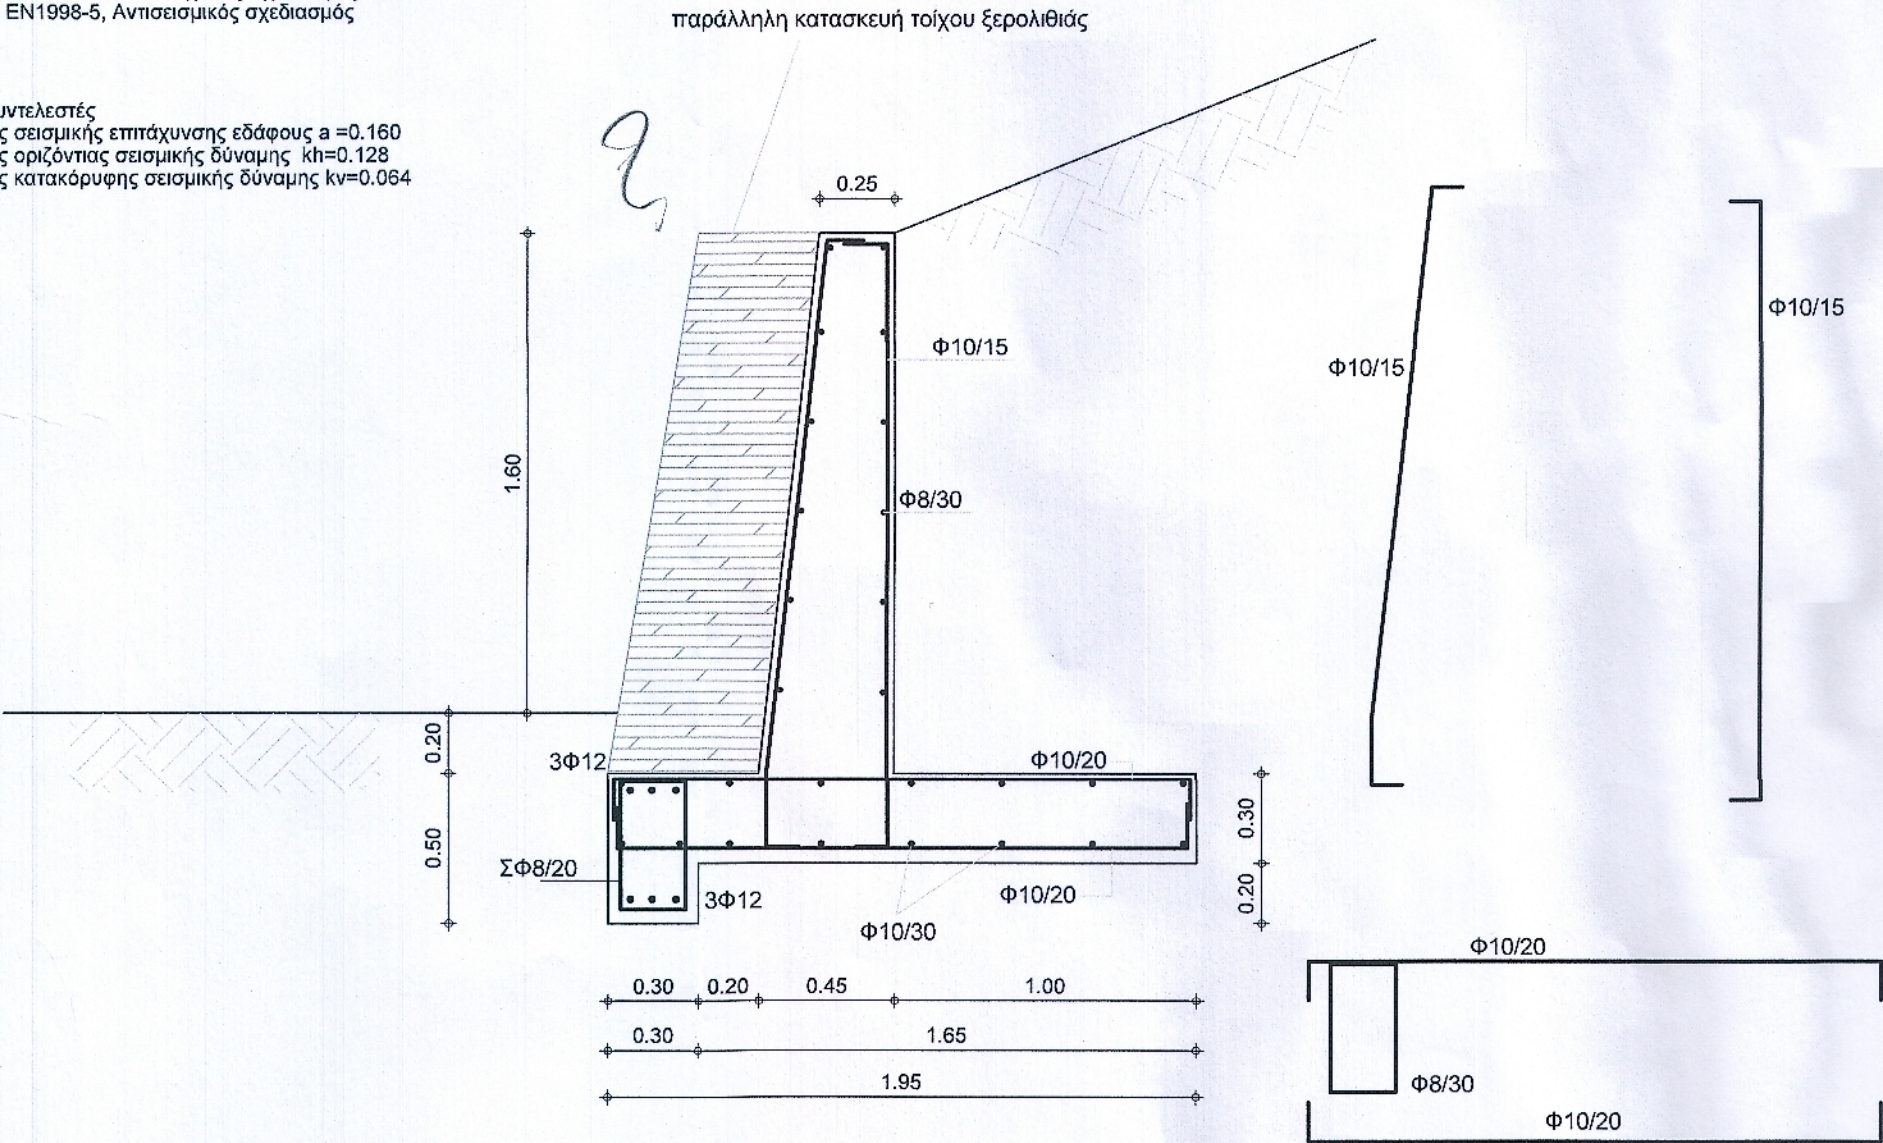 EN1998-5, Αντισεισμικός σχεδιασμός
παράλληλη κατασκευή τοίχου ξερολιθιάς
υντελεστές
ς σεισμικής επιτάχυνσης εδάφους a =0.160
ς οριζόντιας σεισμικής δύναμης kh=0.128
ς κατακόρυφης σεισμικής δύναμης kv=0.064
0.25
Φ10/15
Φ10/15
Φ10/15
1.60
Φ8/30
0.20
3Φ12
Φ10/20
0.50
0.30
ΣΦ8/20
3Φ12
Φ10/20
0.20
Φ10/30
Φ10/20
0.30 0.20 0.45 1.00
0.30 1.65
1.95
Φ8/30
Φ10/20